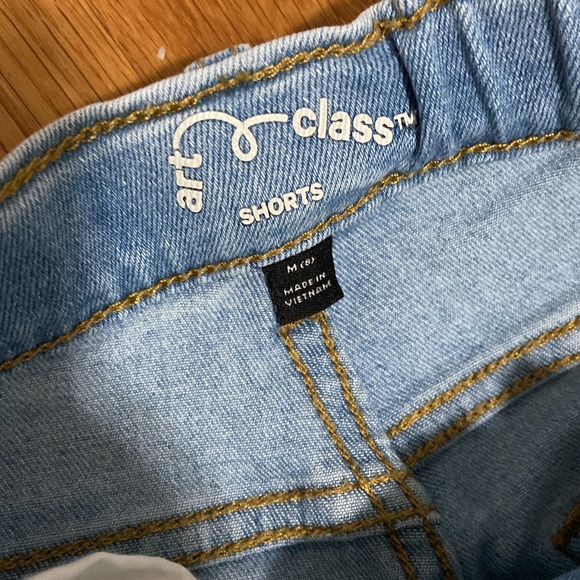 art class™
SHORTS
M (8)
MADE IN
VIETNAM